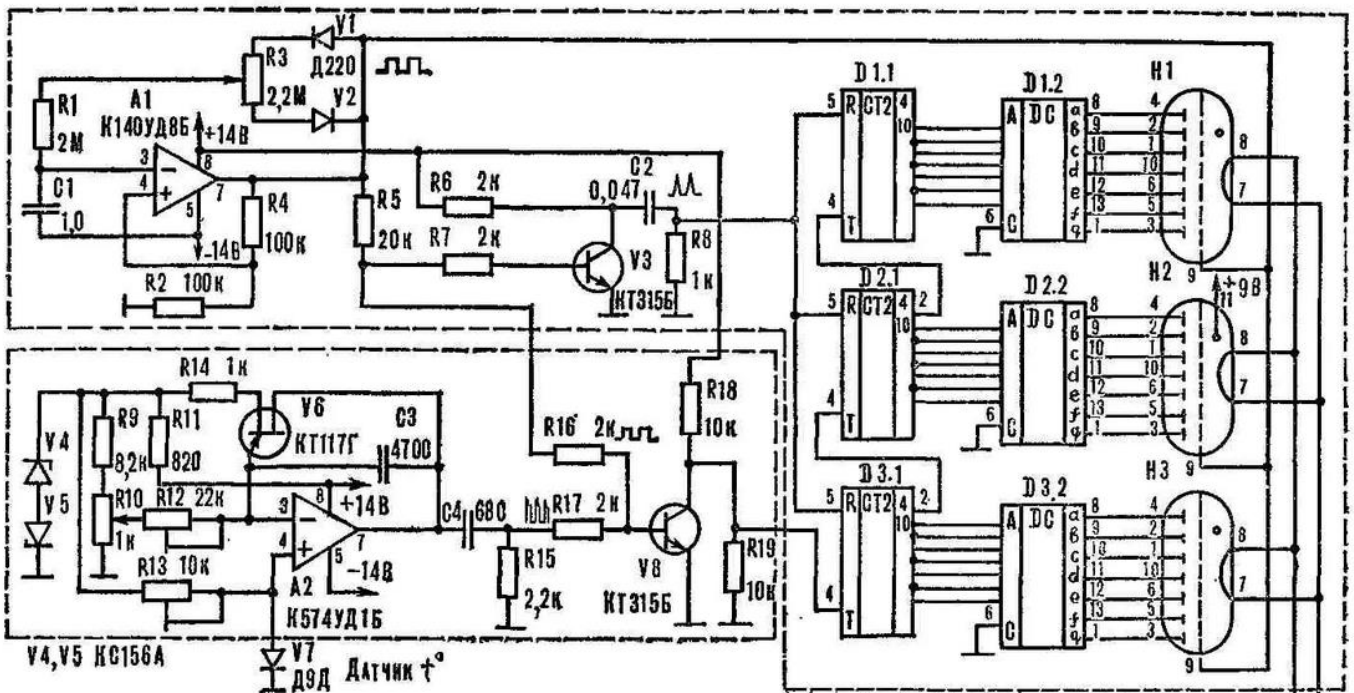 V1
Д220
R3
2,2М
V2
R1
2М
A1
К140УД8Б
+14В
3
4
8
7
5
-14В
C1
1,0
R4
100к
R2 100к
R5
20к
R6 2к
R7 2к
C2
0,047
V3
КТ315Б
R8
1к
D1.1
5 R CT2 4
10
4 T
D1.2
A DC
6 C
a 8 4
b 9 2
c 10 1
d 11 10
e 12 6
f 13 5
g 1 3
H1
8
7
9
D2.1
5 R CT2 4 2
10
4 T
D2.2
A DC
6 C
a 8 4
b 9 2
c 10 1
d 11 10
e 12 6
f 13 5
g 1 3
H2
11 +9В
8
7
9
D3.1
5 R CT2 4 2
10
4 T
D3.2
A DC
6 C
a 8 4
b 9 2
c 10 1
d 11 10
e 12 6
f 13 5
g 1 3
H3
8
7
9
R14 1к
V6
КТ117Г
C3
4700
V4
V5
R9
8,2к
R11
820
R10
1к
R12 22к
R13 10к
3
4
8
7
5
+14В
-14В
A2
К574УД1Б
C4 680
R15
2,2к
R16 2к
R17 2к
R18
10к
V8
КТ315Б
R19
10к
V4,V5 КС156А
V7
Д9Д
Датчик t°